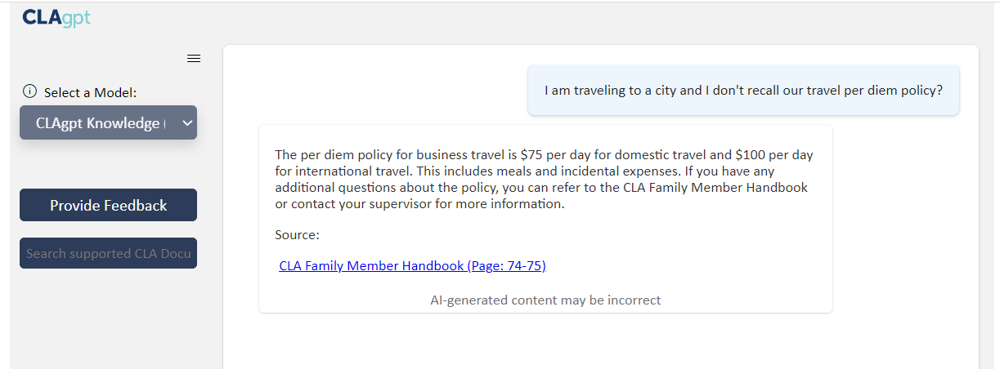 CLAgpt
Select a Model:
CLAgpt Knowledge
Provide Feedback
Search supported CLA Docu
I am traveling to a city and I don't recall our travel per diem policy?
The per diem policy for business travel is $75 per day for domestic travel and $100 per day
for international travel. This includes meals and incidental expenses. If you have any
additional questions about the policy, you can refer to the CLA Family Member Handbook
or contact your supervisor for more information.
Source:
CLA Family Member Handbook (Page: 74-75)
AI-generated content may be incorrect